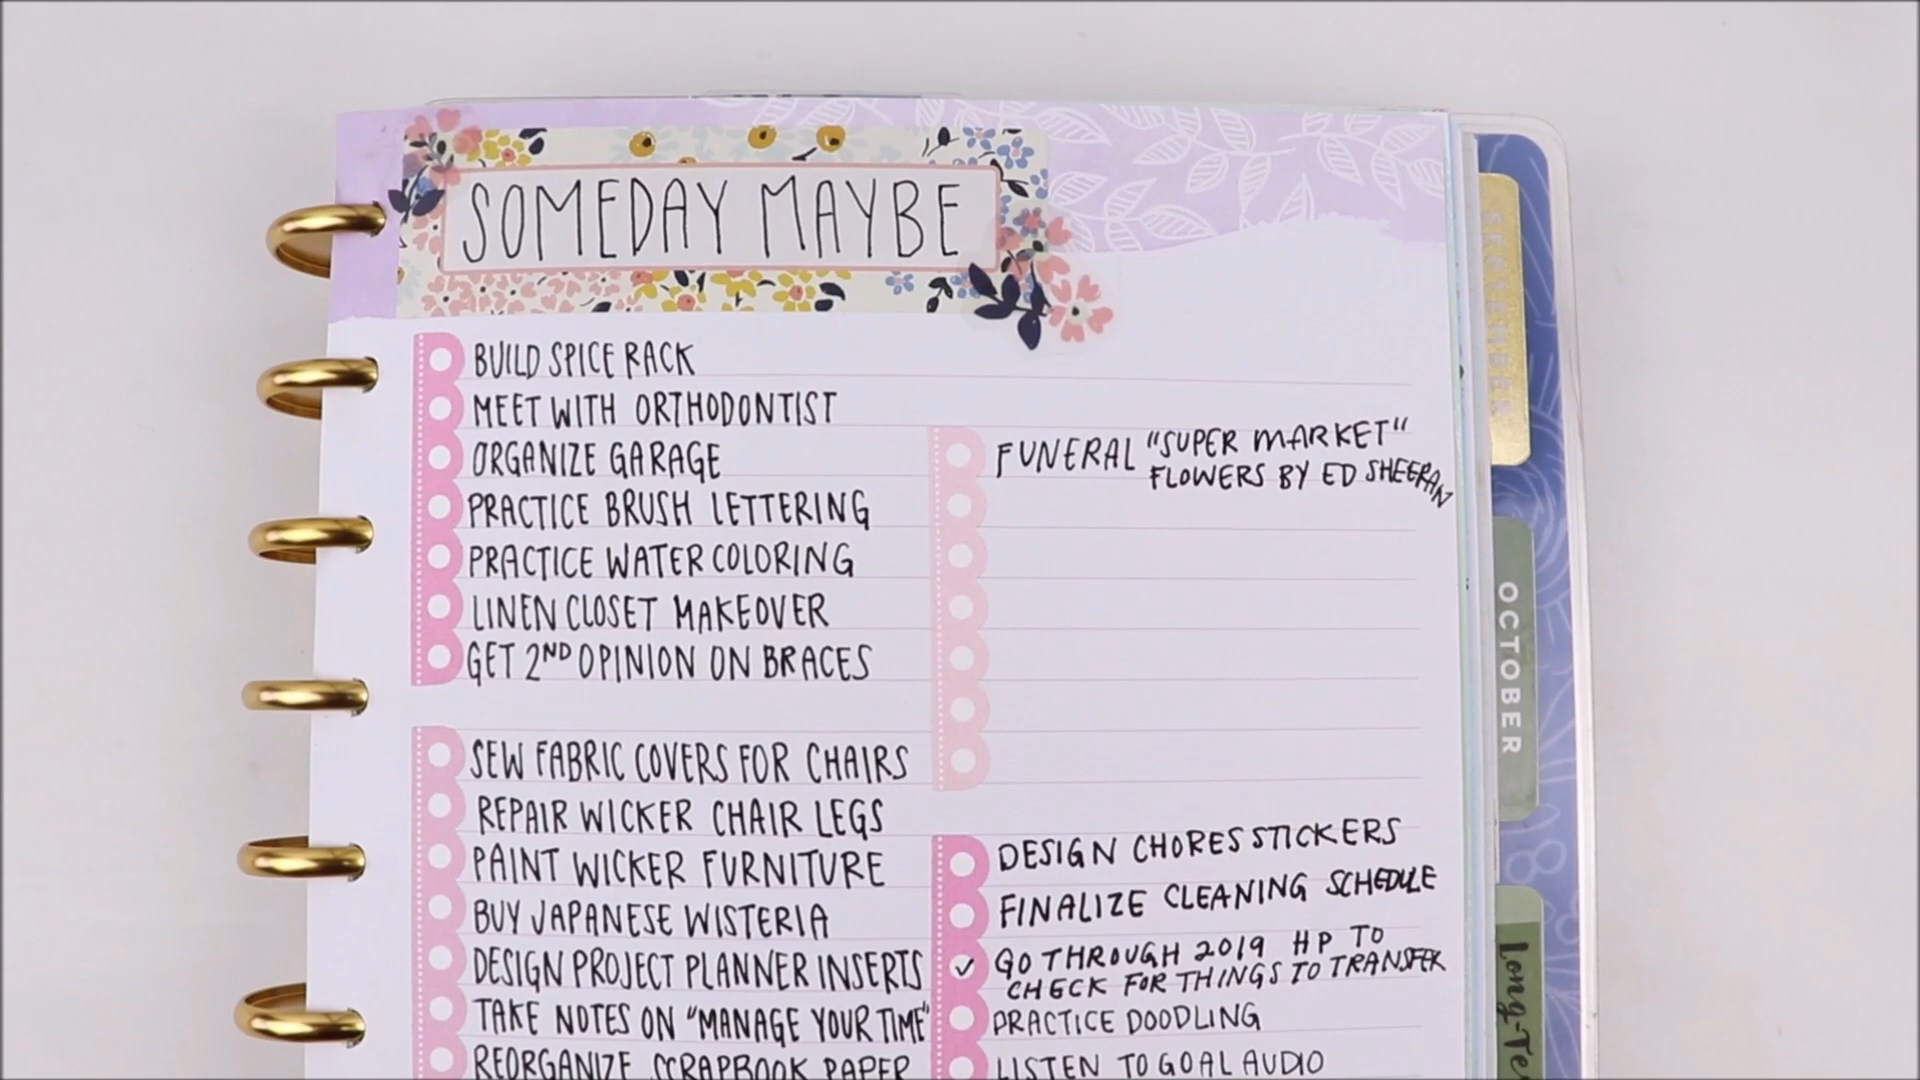 SOMEDAY MAYBE
BUILD SPICE RACK
MEET WITH ORTHODONTIST
ORGANIZE GARAGE
PRACTICE BRUSH LETTERING
PRACTICE WATER COLORING
LINEN CLOSET MAKEOVER
GET 2ND OPINION ON BRACES
SEW FABRIC COVERS FOR CHAIRS
REPAIR WICKER CHAIR LEGS
PAINT WICKER FURNITURE
BUY JAPANESE WISTERIA
DESIGN PROJECT PLANNER INSERTS
TAKE NOTES ON "MANAGE YOUR TIME"
REORGANIZE SCRAPBOOK PAPER
FUNERAL "SUPER MARKET"
FLOWERS BY ED SHEERAN
DESIGN CHORES STICKERS
FINALIZE CLEANING SCHEDULE
GO THROUGH 2019 HP TO
CHECK FOR THINGS TO TRANSFER
PRACTICE DOODLING
LISTEN TO GOAL AUDIO
SEPTEMBER
OCTOBER
Long-Te